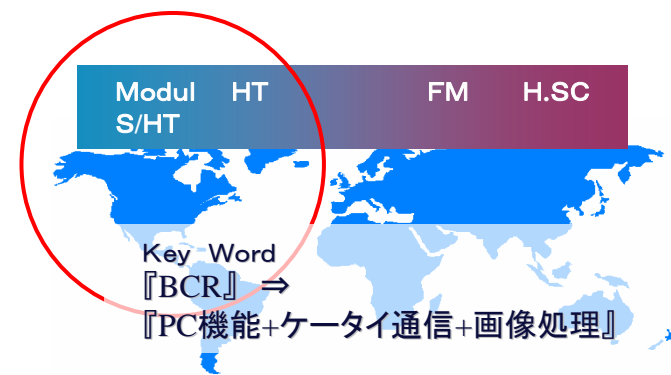 Modul HT FM H.SC
S/HT
Key Word
『BCR』 ⇒
『PC機能+ケータイ通信+画像処理』